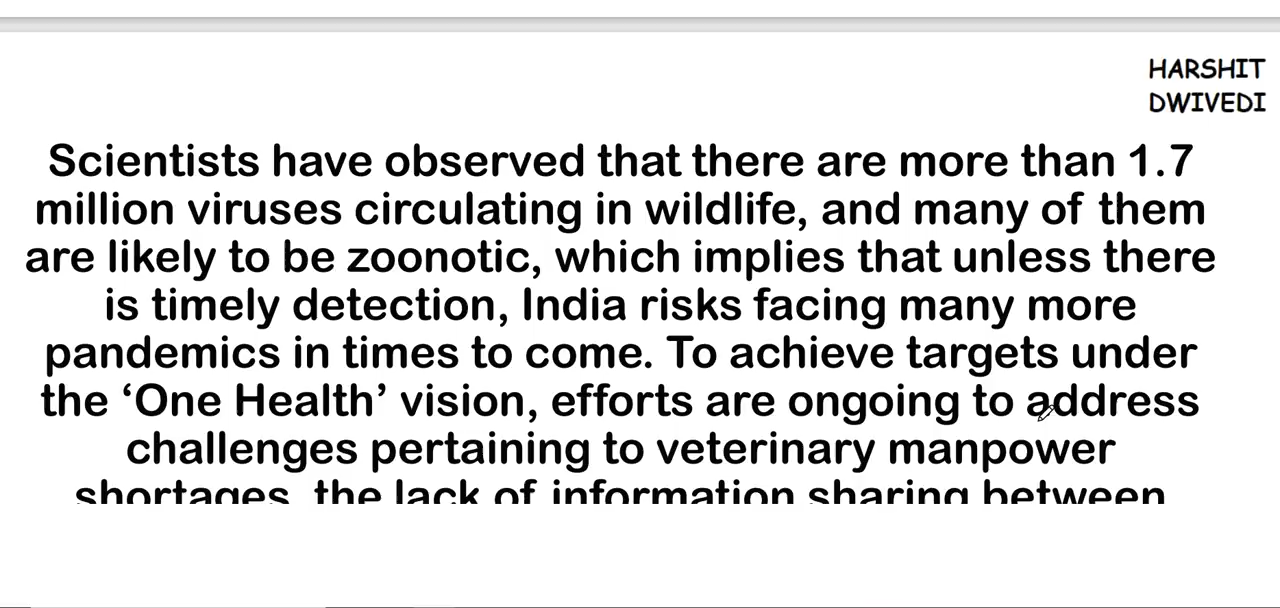 HARSHIT
DWIVEDI
Scientists have observed that there are more than 1.7
million viruses circulating in wildlife, and many of them
are likely to be zoonotic, which implies that unless there
is timely detection, India risks facing many more
pandemics in times to come. To achieve targets under
the ‘One Health’ vision, efforts are ongoing to address
challenges pertaining to veterinary manpower
shortages, the lack of information sharing between